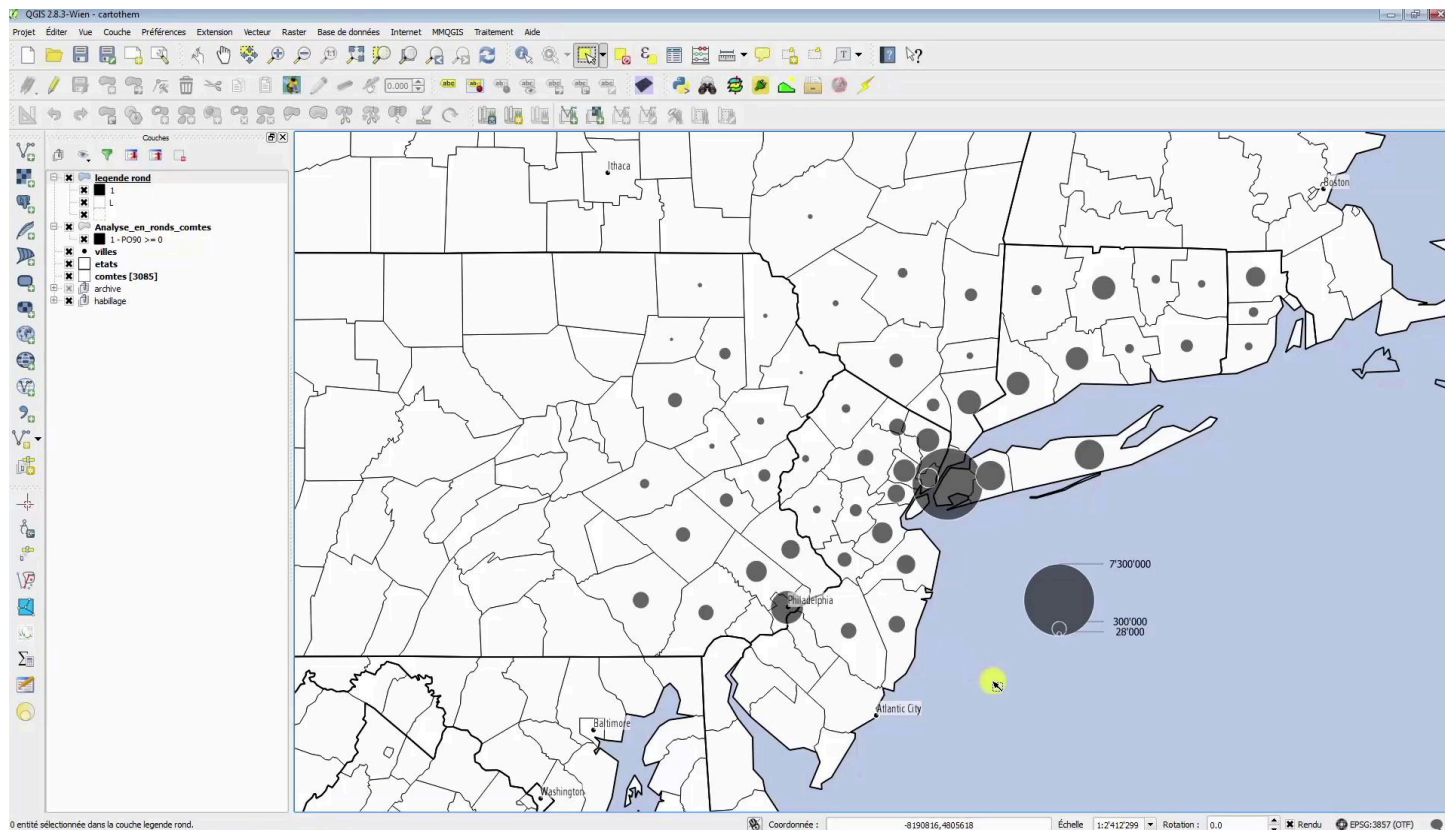 QGIS 2.8.3-Wien - cartothem
Projet Éditer Vue Couche Préférences Extension Vecteur Raster Base de données Internet MMQGIS Traitement Aide
0.000
abc
Couches
legende rond
1
L
Analyse_en_ronds_comtes
1 - PO90 >= 0
villes
etats
comtes [3085]
archive
habillage
Ithaca
Boston
Philadelphia
7'300'000
300'000
28'000
Atlantic City
Baltimore
Washington
0 entité sélectionnée dans la couche legende rond.
Coordonnée : -8190816,4805618 Échelle 1:2'412'299 Rotation : 0.0 Rendu EPSG:3857 (OTF)